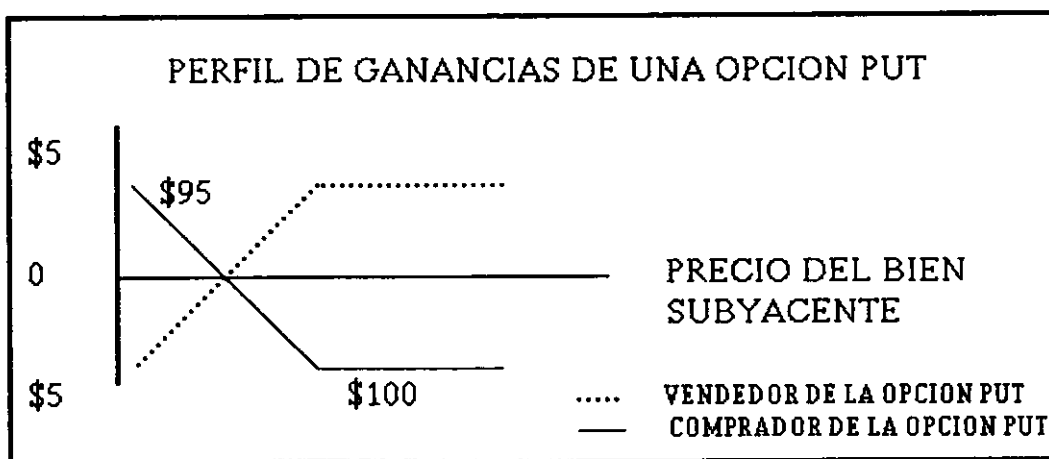 PERFIL DE GANANCIAS DE UNA OPCION PUT
$5
$95
0
PRECIO DEL BIEN
SUBYACENTE
$5
$100
VENDEDOR DE LA OPCION PUT
COMPRADOR DE LA OPCION PUT